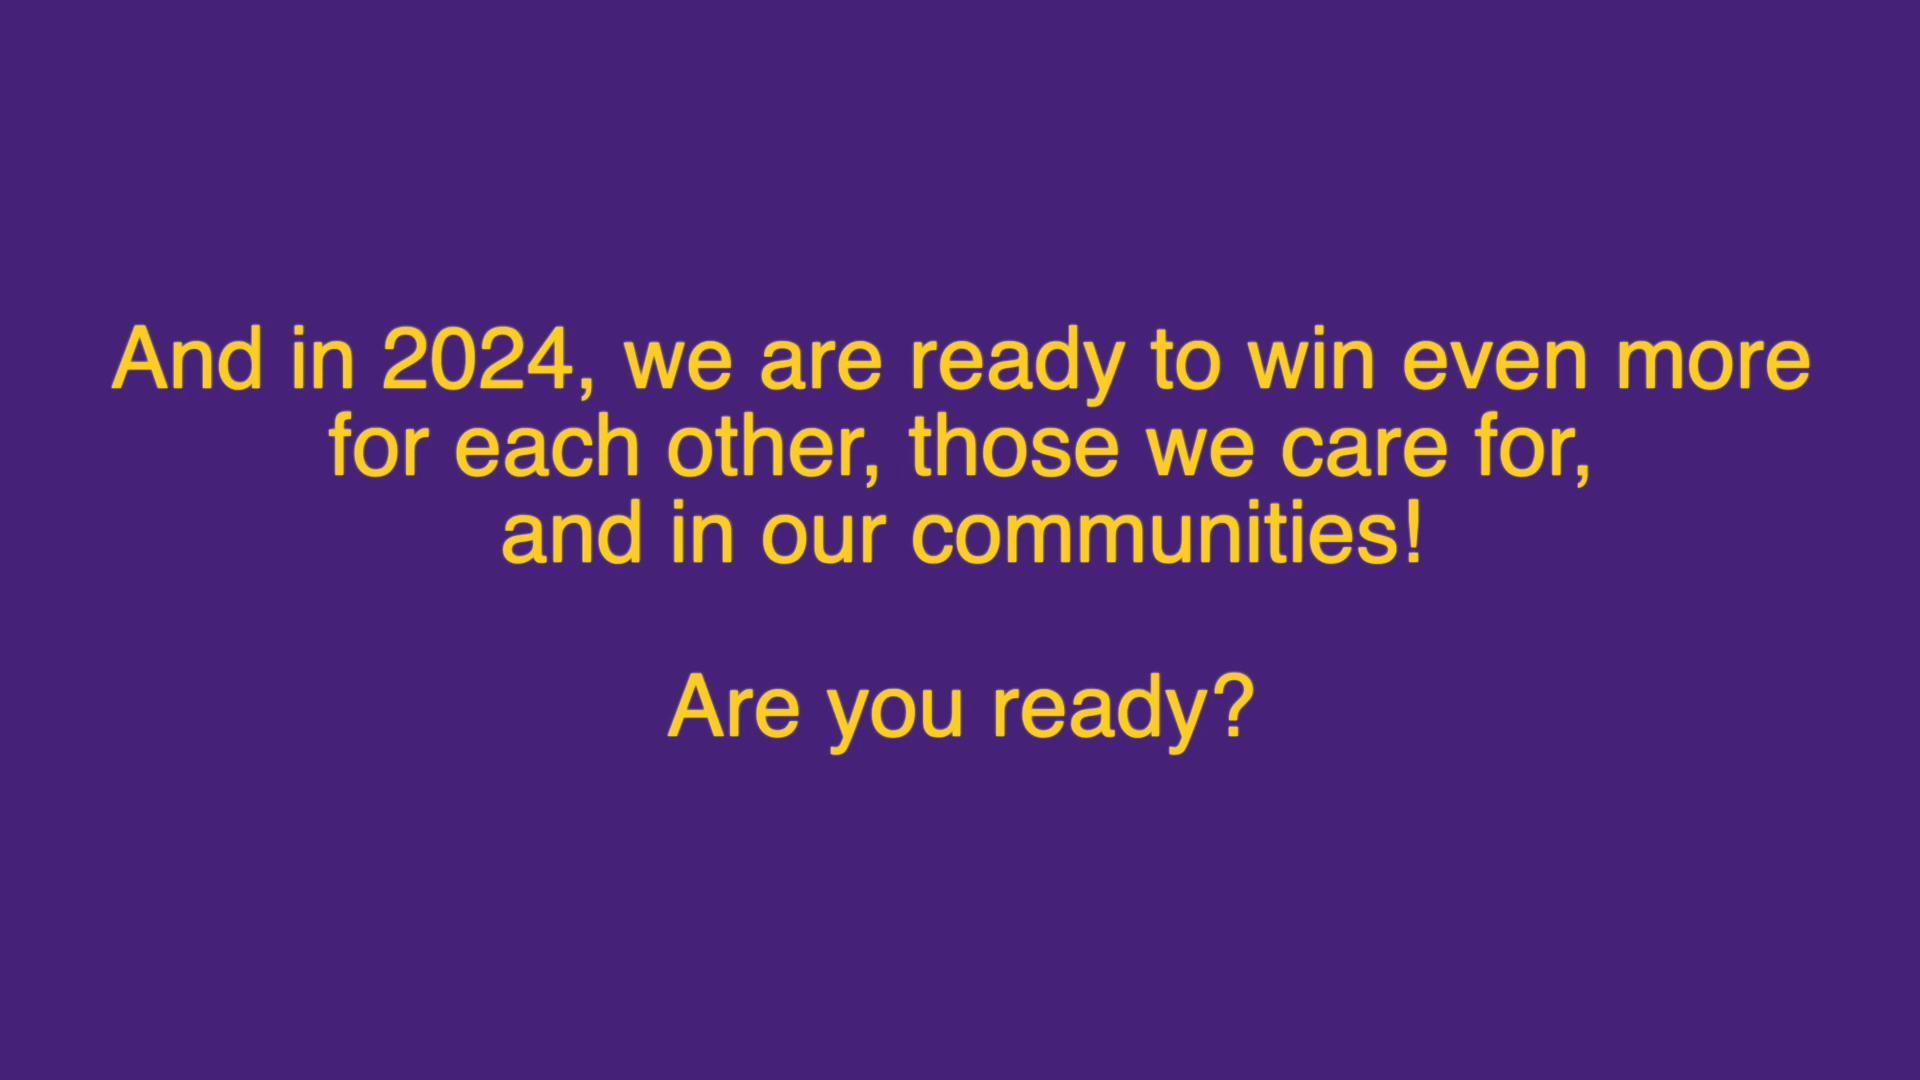 And in 2024, we are ready to win even more
for each other, those we care for,
and in our communities!
Are you ready?